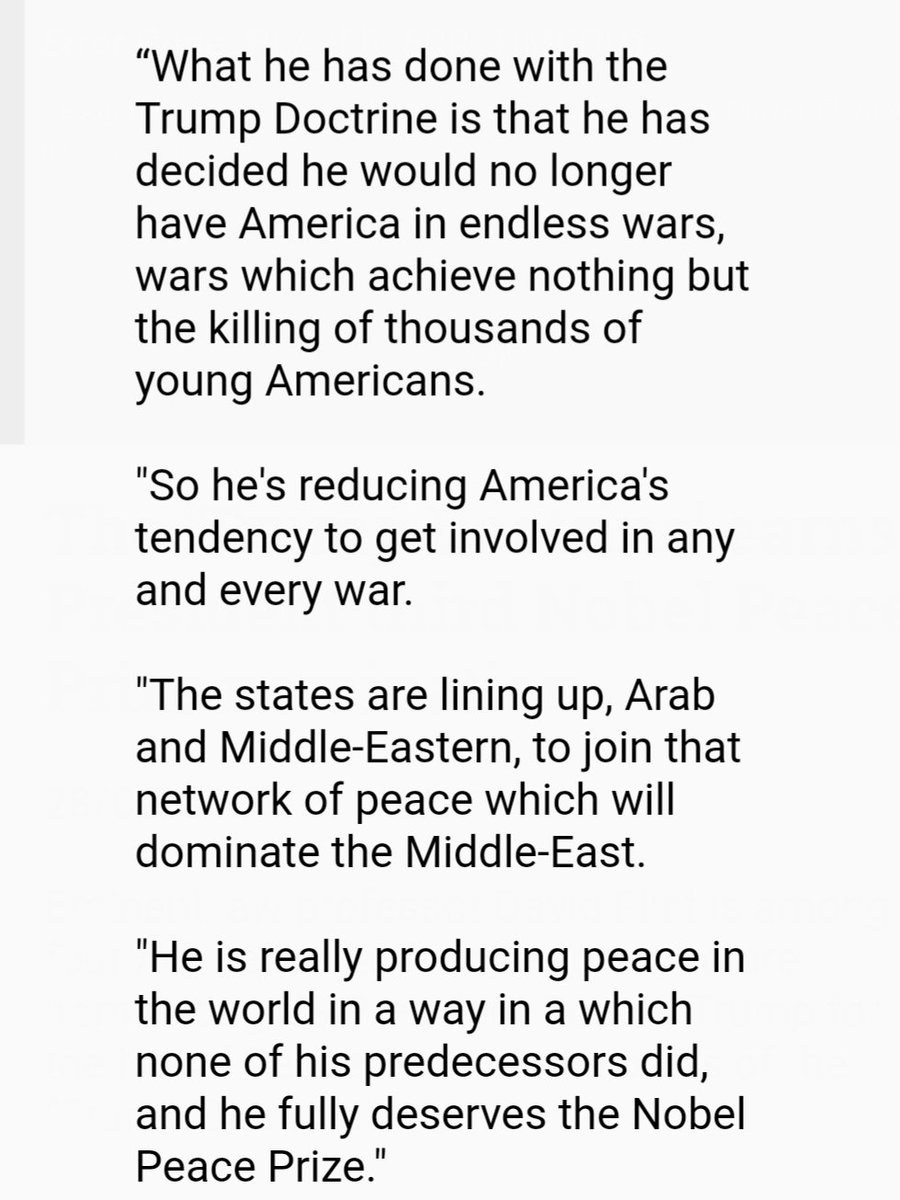 “What he has done with the
Trump Doctrine is that he has
decided he would no longer
have America in endless wars,
wars which achieve nothing but
the killing of thousands of
young Americans.
"So he's reducing America's
tendency to get involved in any
and every war.
"The states are lining up, Arab
and Middle-Eastern, to join that
network of peace which will
dominate the Middle-East.
"He is really producing peace in
the world in a way in a which
none of his predecessors did,
and he fully deserves the Nobel
Peace Prize."